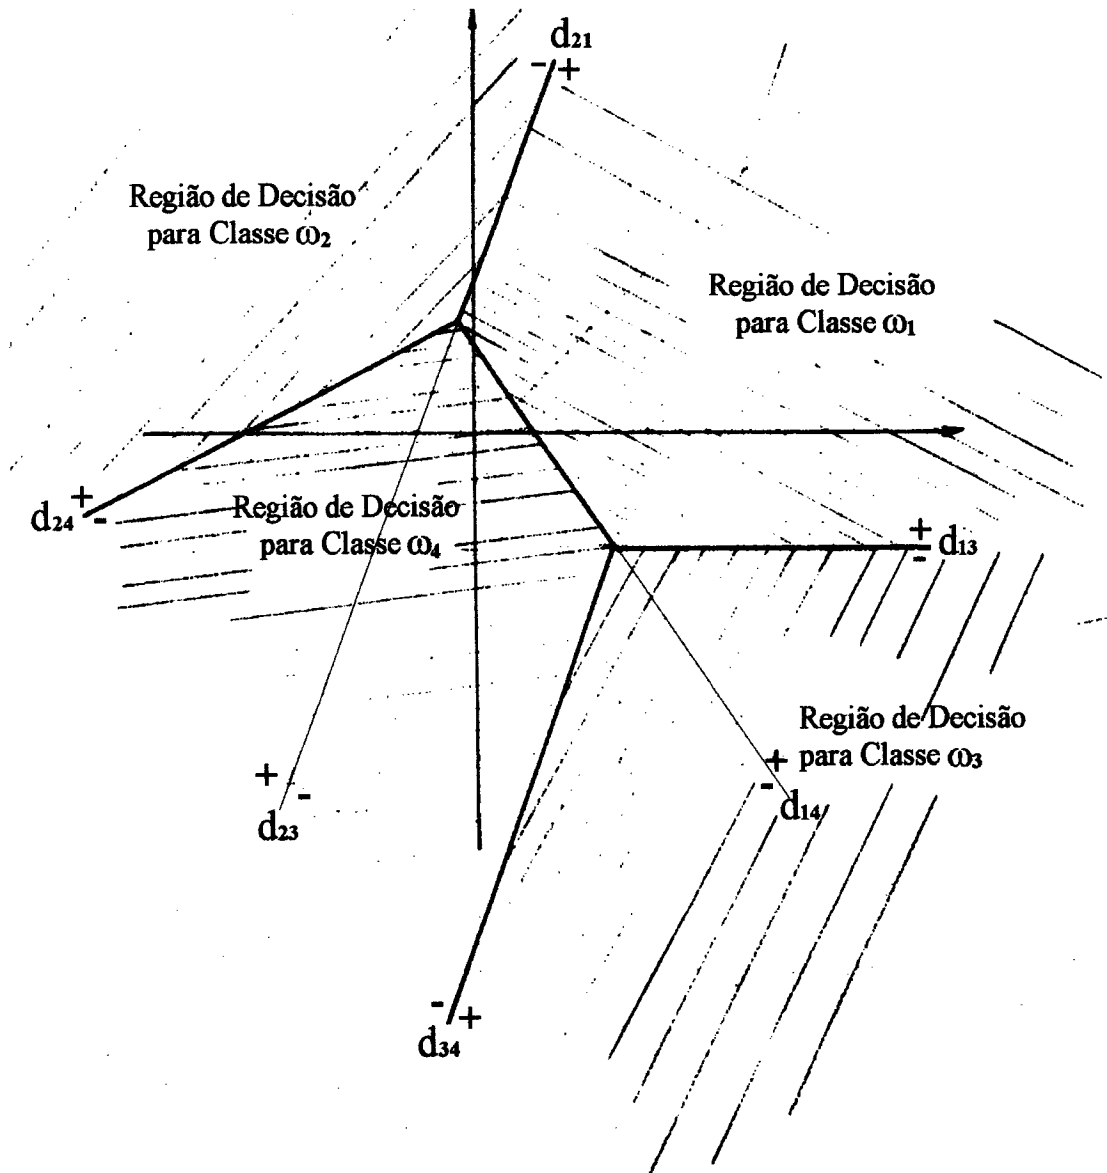 d₂₁
- +
Região de Decisão
para Classe ω₂
Região de Decisão
para Classe ω₁
+ -
d₂₄
Região de Decisão
para Classe ω₄
+
-
d₁₃
Região de Decisão
para Classe ω₃
+
-
d₁₄
+ -
d₂₃
- +
d₃₄